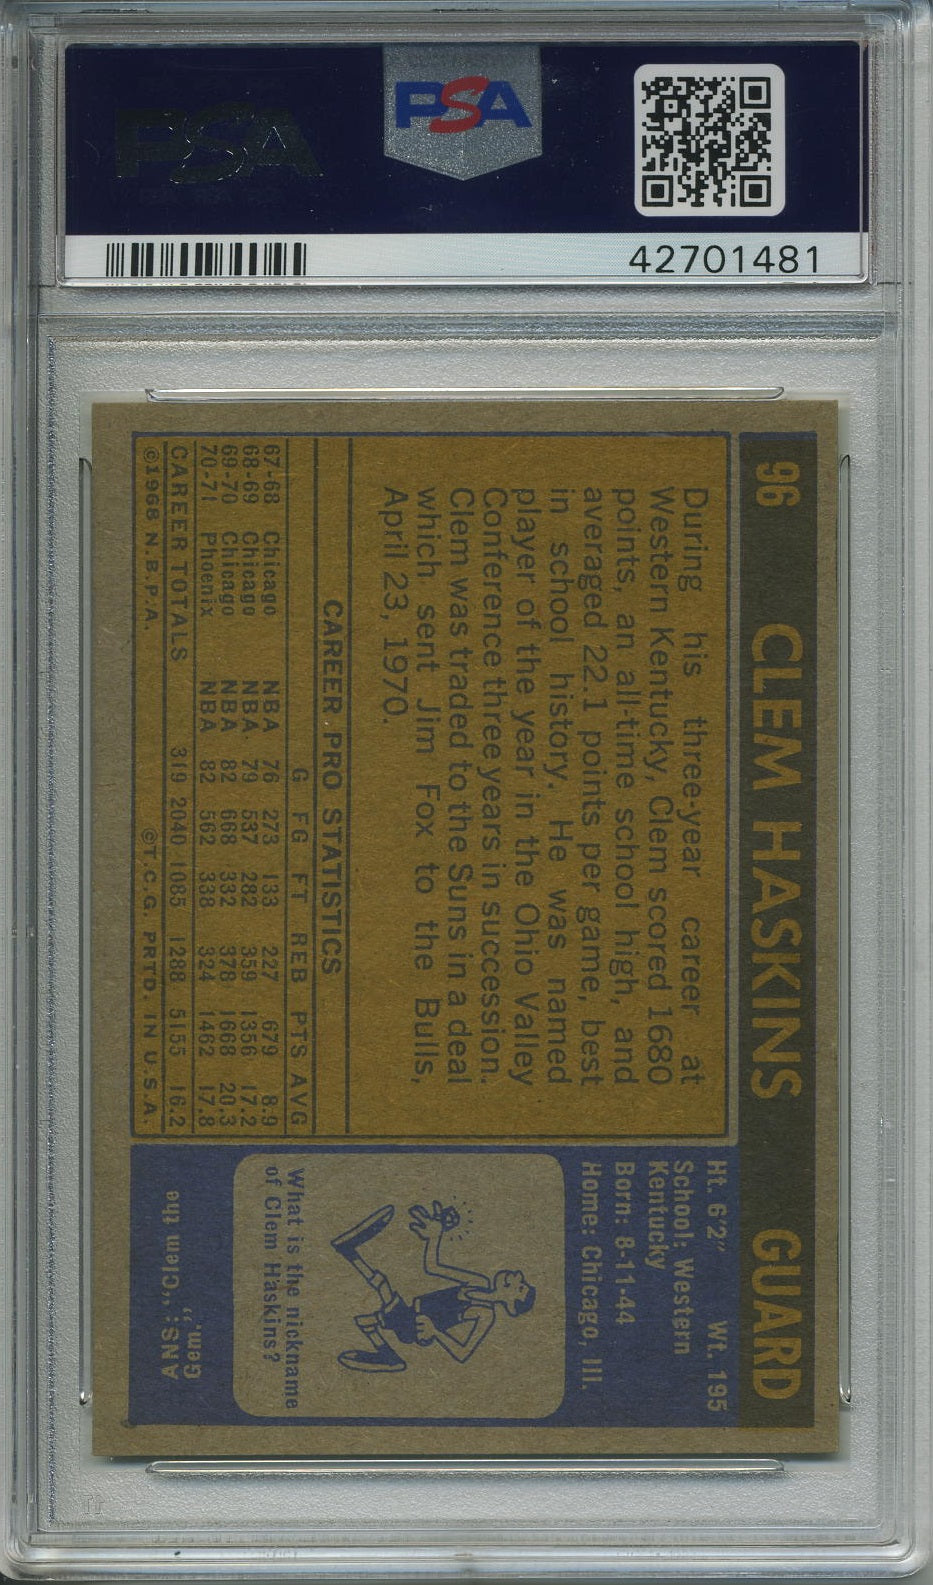 PSA
PSA
42701481
96 CLEM HASKINS GUARD
During his three-year career at
Western Kentucky, Clem scored 1680
points, an all-time school high, and
averaged 22.1 points per game, best
in school history. He was named
player of the year in the Ohio Valley
Conference three years in succession.
Clem was traded to the Suns in a deal
which sent Jim Fox to the Bulls,
April 23, 1970.
CAREER PRO STATISTICS
G FG FT REB PTS AVG
67-68 Chicago NBA 76 273 133 227 679 8.9
68-69 Chicago NBA 79 537 282 359 1356 17.2
69-70 Chicago NBA 82 668 332 378 1668 20.3
70-71 Phoenix NBA 82 562 338 324 1462 17.8
CAREER TOTALS 319 2040 1085 1288 5155 16.2
©1968 N.B.P.A. ©T.C.G. PRTD. IN U.S.A.
Ht. 6'2" Wt. 195
School: Western
Kentucky
Born: 8-11-44
Home: Chicago, Ill.
What is the nickname
of Clem Haskins?
ANS: "Clem the
Gem."